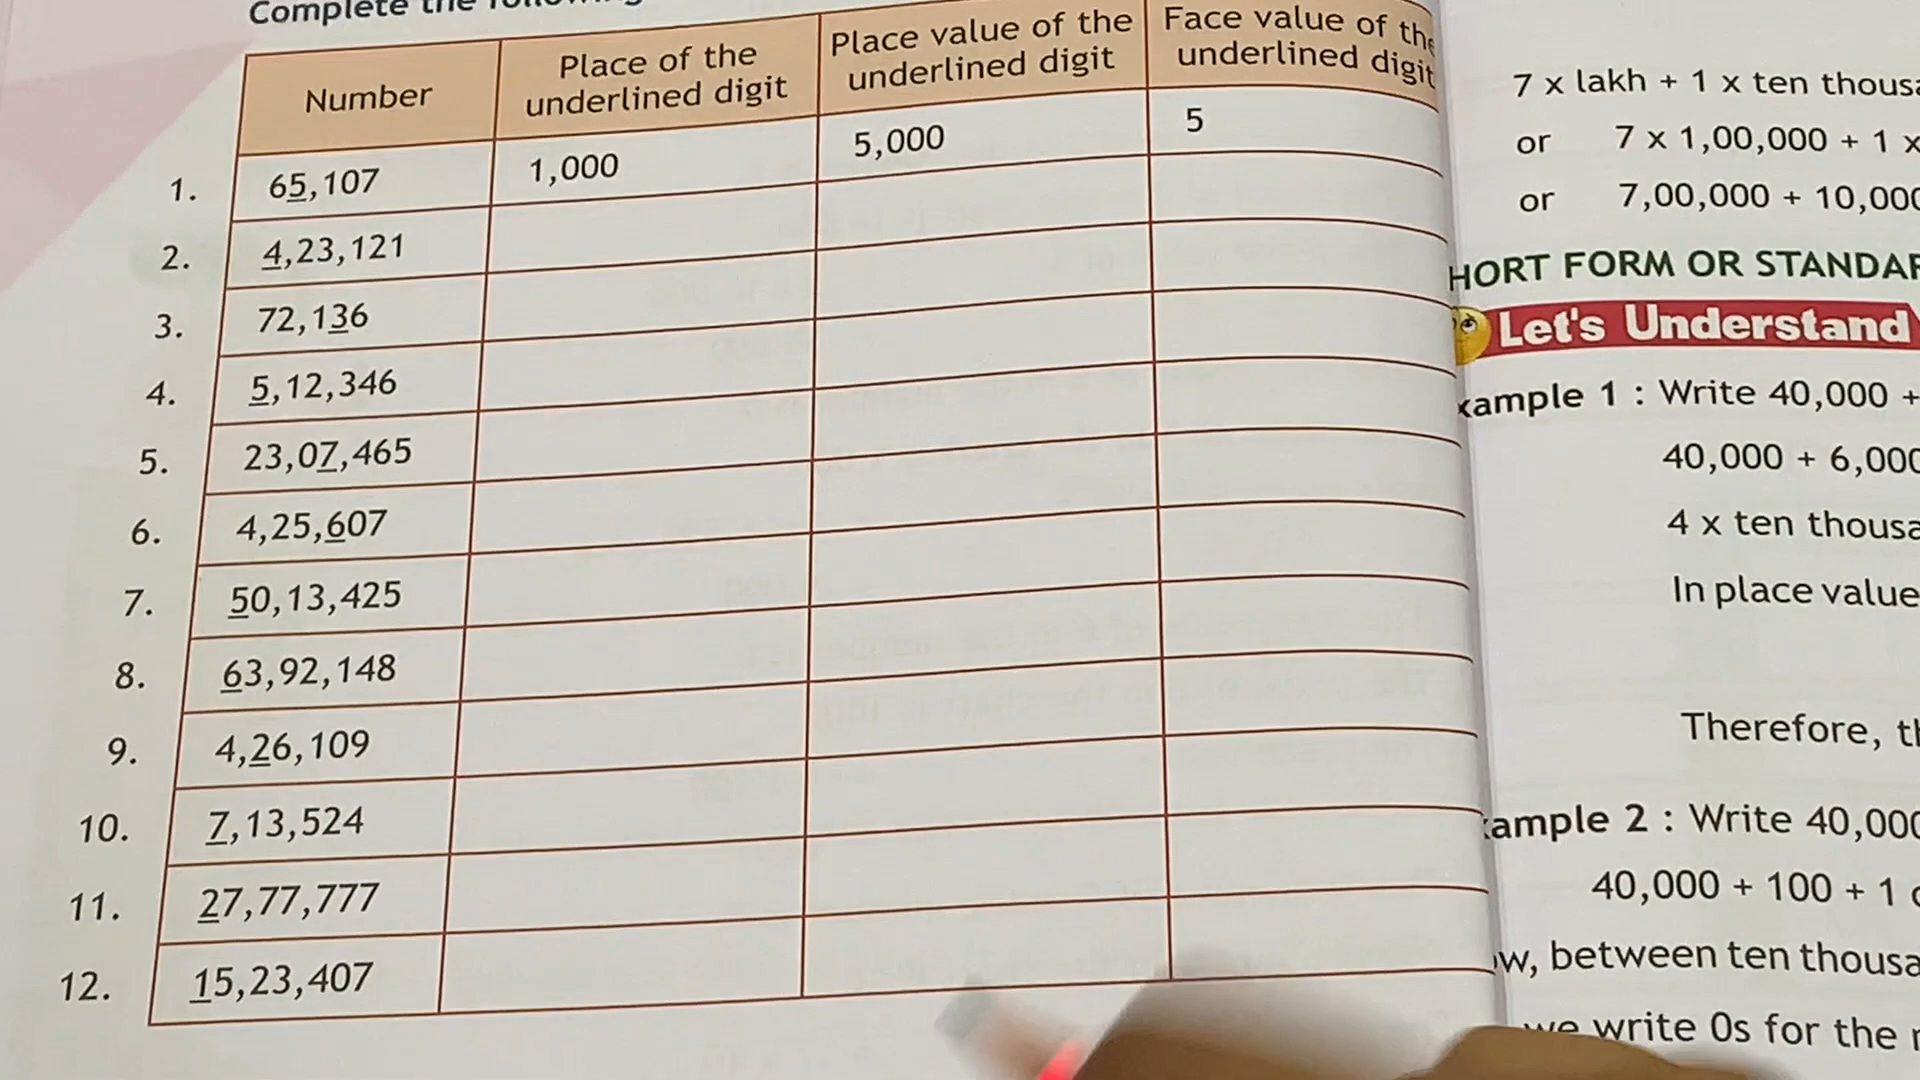 Complete the
Number
Place of the
underlined digit
Place value of the
underlined digit
Face value of the
underlined digit
1. 65,107 1,000 5,000 5
2. 4,23,121
3. 72,136
4. 5,12,346
5. 23,07,465
6. 4,25,607
7. 50,13,425
8. 63,92,148
9. 4,26,109
10. 7,13,524
11. 27,77,777
12. 15,23,407
7 x lakh + 1 x ten thousa
or 7 x 1,00,000 + 1 x
or 7,00,000 + 10,000
HORT FORM OR STANDAR
Let's Understand
xample 1 : Write 40,000 +
40,000 + 6,000
4 x ten thousa
In place value
Therefore, th
ample 2 : Write 40,000
40,000 + 100 + 1
w, between ten thousa
we write 0s for the